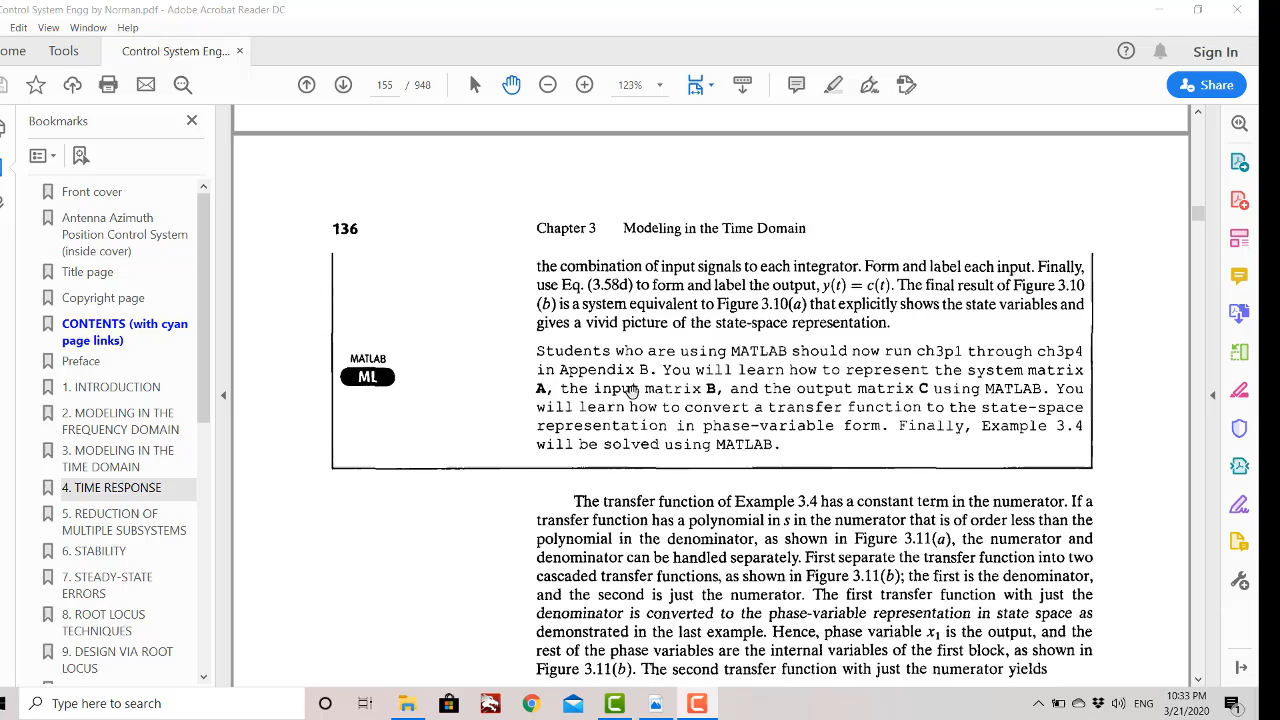 Control System Engg by Norman.pdf - Adobe Acrobat Reader DC
Edit View Window Help
ome Tools Control System Eng... × Sign In
155 / 948 123% Share
Bookmarks
Front cover
Antenna Azimuth
Position Control System
(inside cover)
Title page
Copyright page
CONTENTS (with cyan
page links)
Preface
1. INTRODUCTION
2. MODELING IN THE
FREQUENCY DOMAIN
3. MODELING IN THE
TIME DOMAIN
4. TIME RESPONSE
5. REDUCTION OF
MULTIPLE SUBSYSTEMS
6. STABILITY
7. STEADY-STATE
ERRORS
8. ROOT LOCUS
TECHNIQUES
9. DESIGN VIA ROOT
LOCUS
136 Chapter 3 Modeling in the Time Domain
the combination of input signals to each integrator. Form and label each input. Finally,
use Eq. (3.58d) to form and label the output, y(t) = c(t). The final result of Figure 3.10
(b) is a system equivalent to Figure 3.10(a) that explicitly shows the state variables and
gives a vivid picture of the state-space representation.
MATLAB
ML
Students who are using MATLAB should now run ch3p1 through ch3p4
in Appendix B. You will learn how to represent the system matrix
A, the input matrix B, and the output matrix C using MATLAB. You
will learn how to convert a transfer function to the state-space
representation in phase-variable form. Finally, Example 3.4
will be solved using MATLAB.
The transfer function of Example 3.4 has a constant term in the numerator. If a
transfer function has a polynomial in s in the numerator that is of order less than the
polynomial in the denominator, as shown in Figure 3.11(a), the numerator and
denominator can be handled separately. First separate the transfer function into two
cascaded transfer functions, as shown in Figure 3.11(b); the first is the denominator,
and the second is just the numerator. The first transfer function with just the
denominator is converted to the phase-variable representation in state space as
demonstrated in the last example. Hence, phase variable x1 is the output, and the
rest of the phase variables are the internal variables of the first block, as shown in
Figure 3.11(b). The second transfer function with just the numerator yields
Type here to search
ENG
10:33 PM
3/21/2020
1